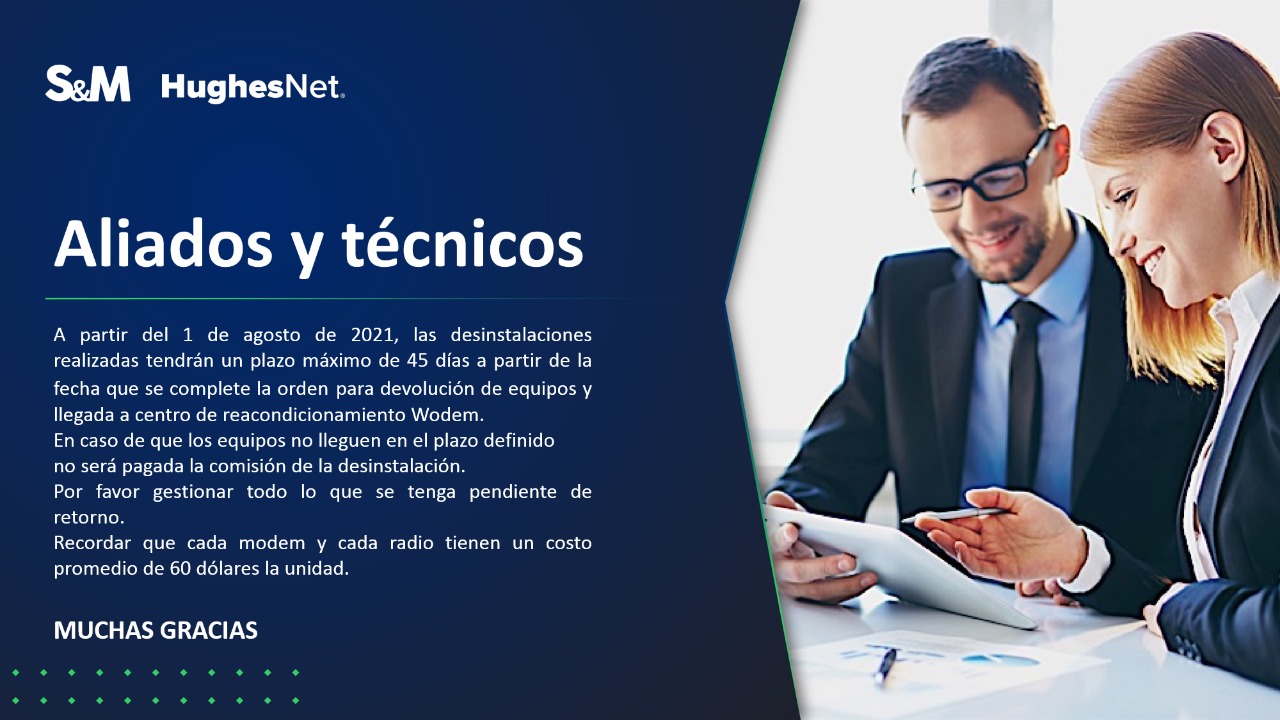 S&M HughesNet®
Aliados y técnicos
A partir del 1 de agosto de 2021, las desinstalaciones
realizadas tendrán un plazo máximo de 45 días a partir de la
fecha que se complete la orden para devolución de equipos y
llegada a centro de reacondicionamiento Wodem.
En caso de que los equipos no lleguen en el plazo definido
no será pagada la comisión de la desinstalación.
Por favor gestionar todo lo que se tenga pendiente de
retorno.
Recordar que cada modem y cada radio tienen un costo
promedio de 60 dólares la unidad.
MUCHAS GRACIAS